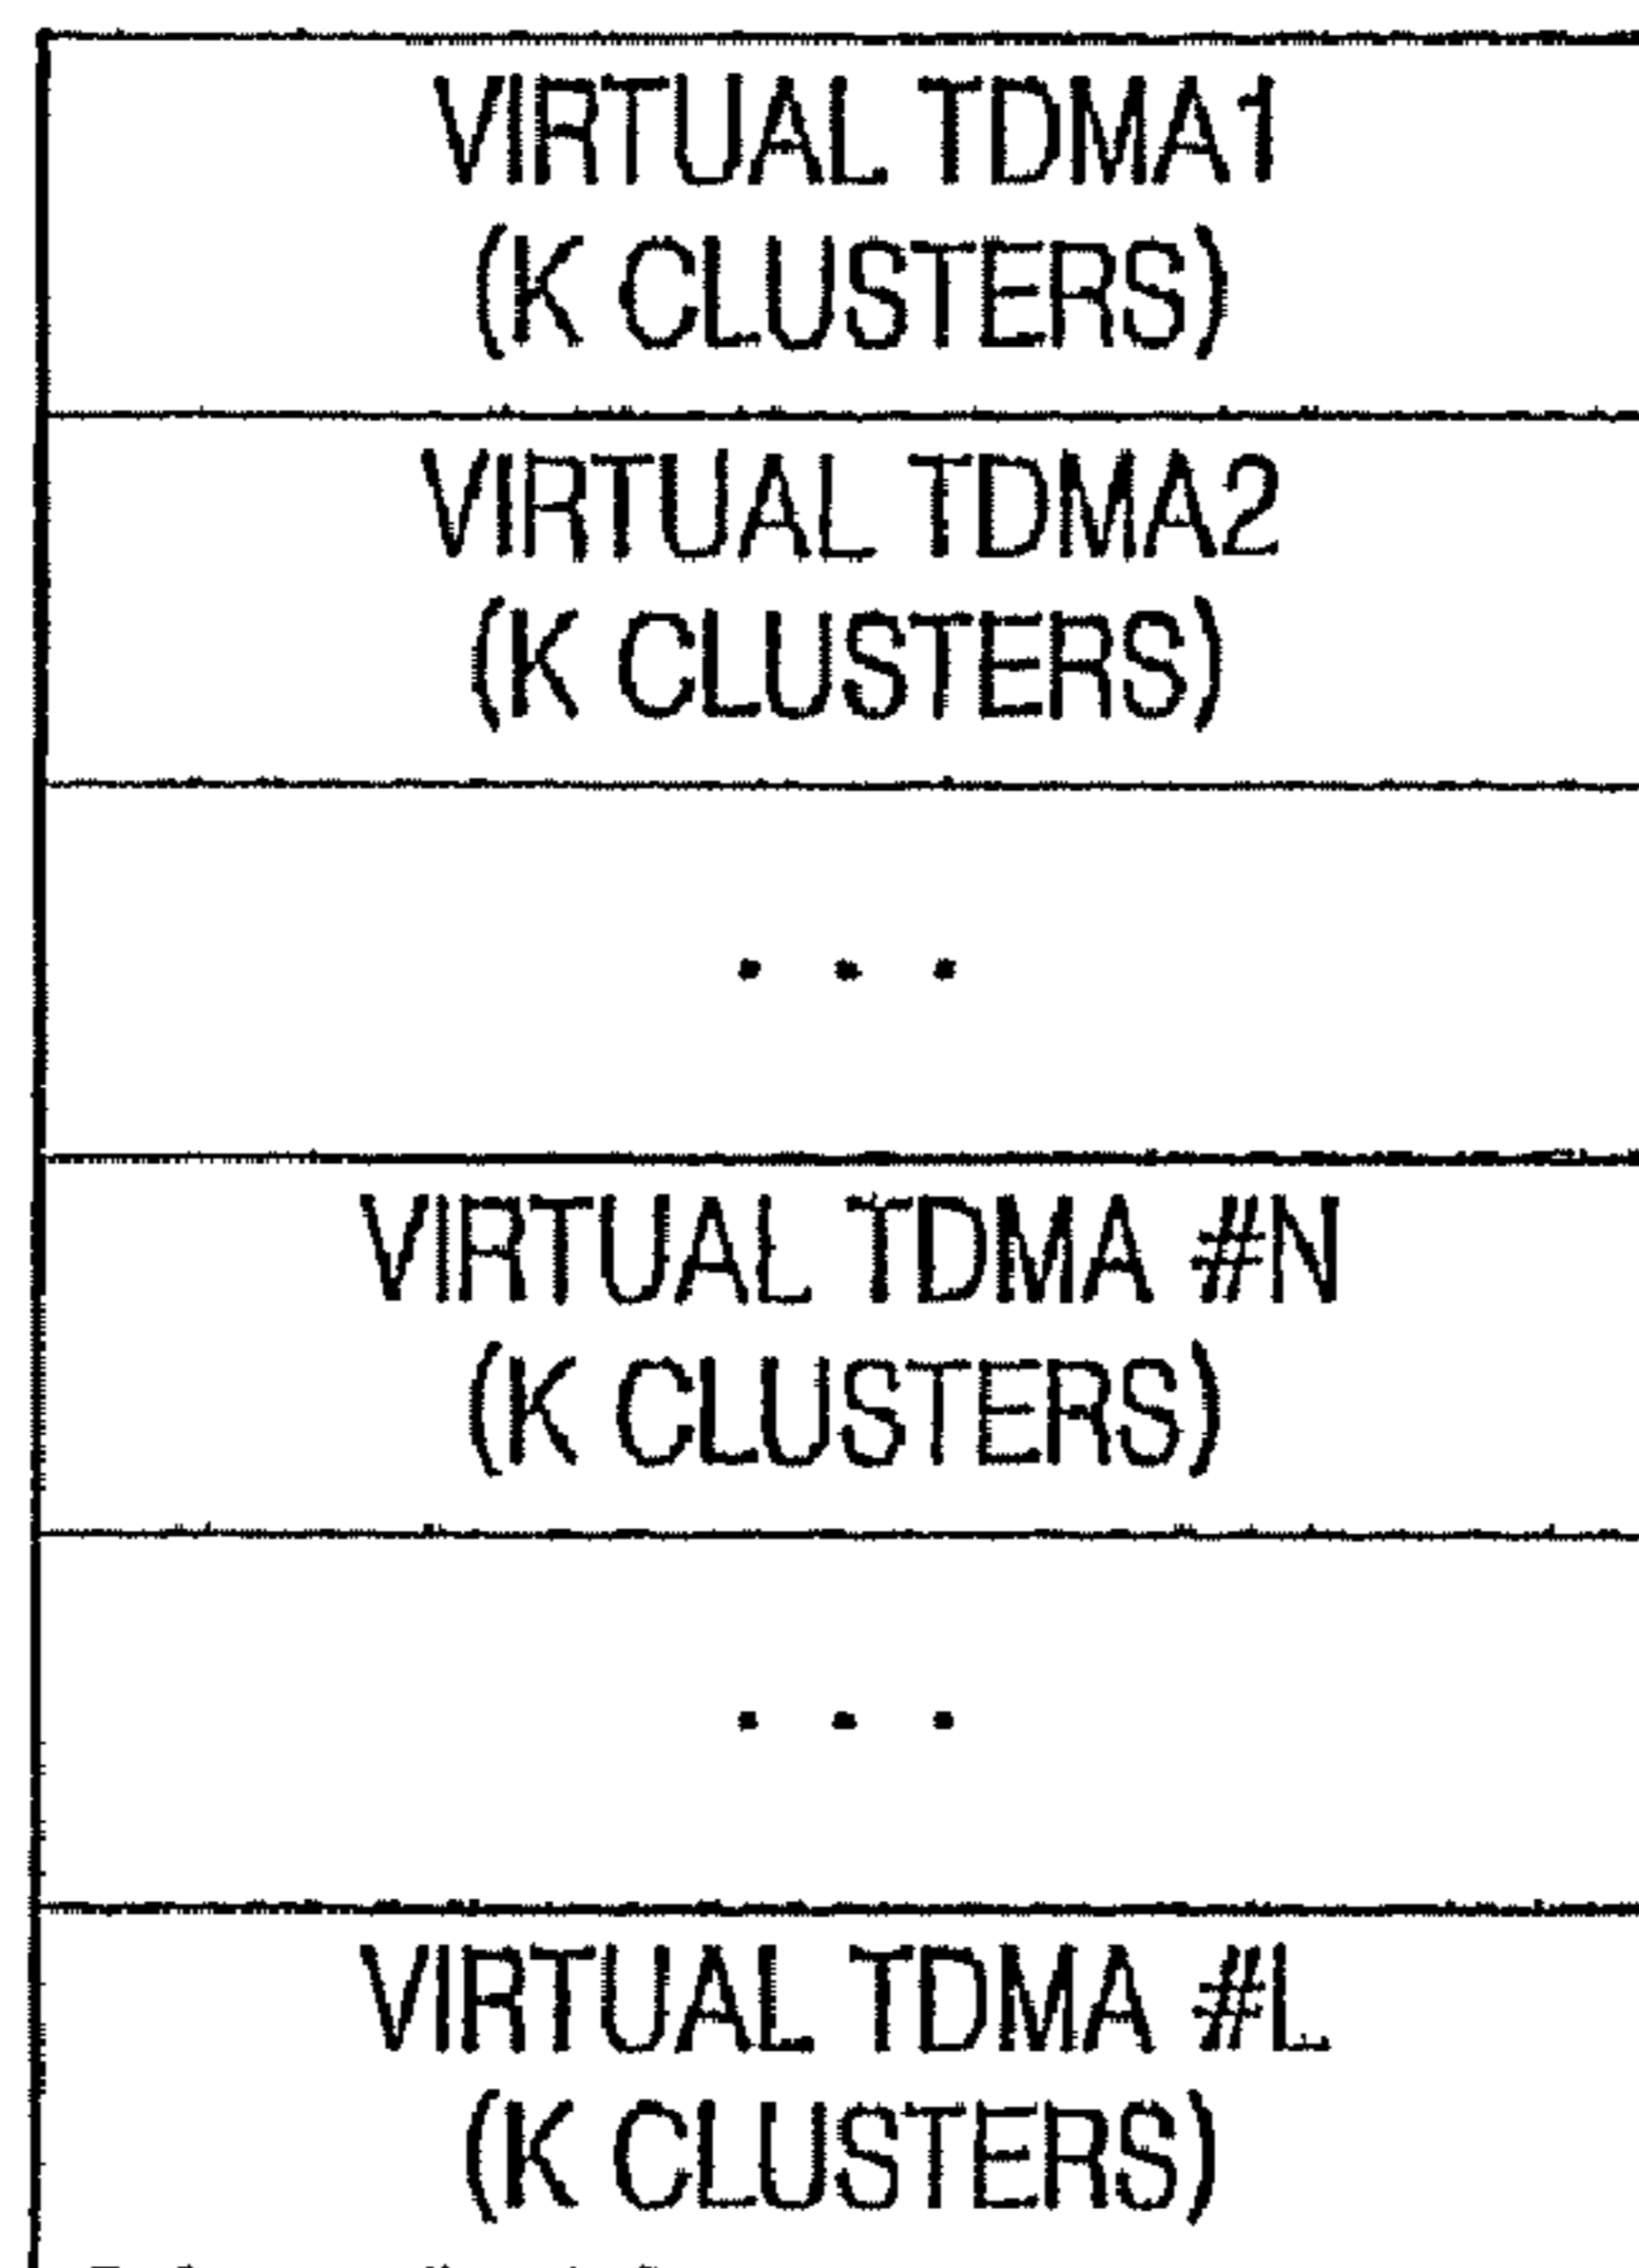 VIRTUAL TDMA1
(K CLUSTERS)
VIRTUAL TDMA2
(K CLUSTERS)
. . .
VIRTUAL TDMA #N
(K CLUSTERS)
. . .
VIRTUAL TDMA #L
(K CLUSTERS)